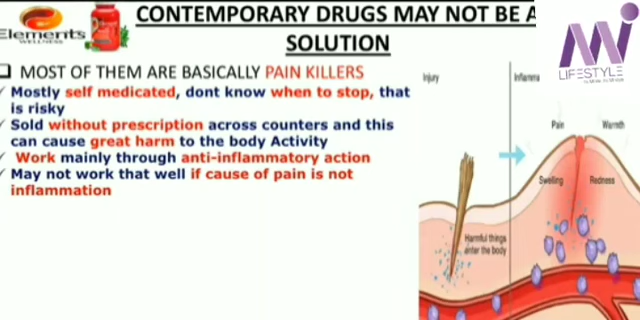 Elements
WELLNESS
CONTEMPORARY DRUGS MAY NOT BE A
SOLUTION
MOST OF THEM ARE BASICALLY PAIN KILLERS
Mostly self medicated, dont know when to stop, that
is risky
Sold without prescription across counters and this
can cause great harm to the body Activity
Work mainly through anti-inflammatory action
May not work that well if cause of pain is not
inflammation
Mi
LIFESTYLE
Injury
Inflamma
Pain
Warmth
Swelling
Redness
Harmful things
enter the body